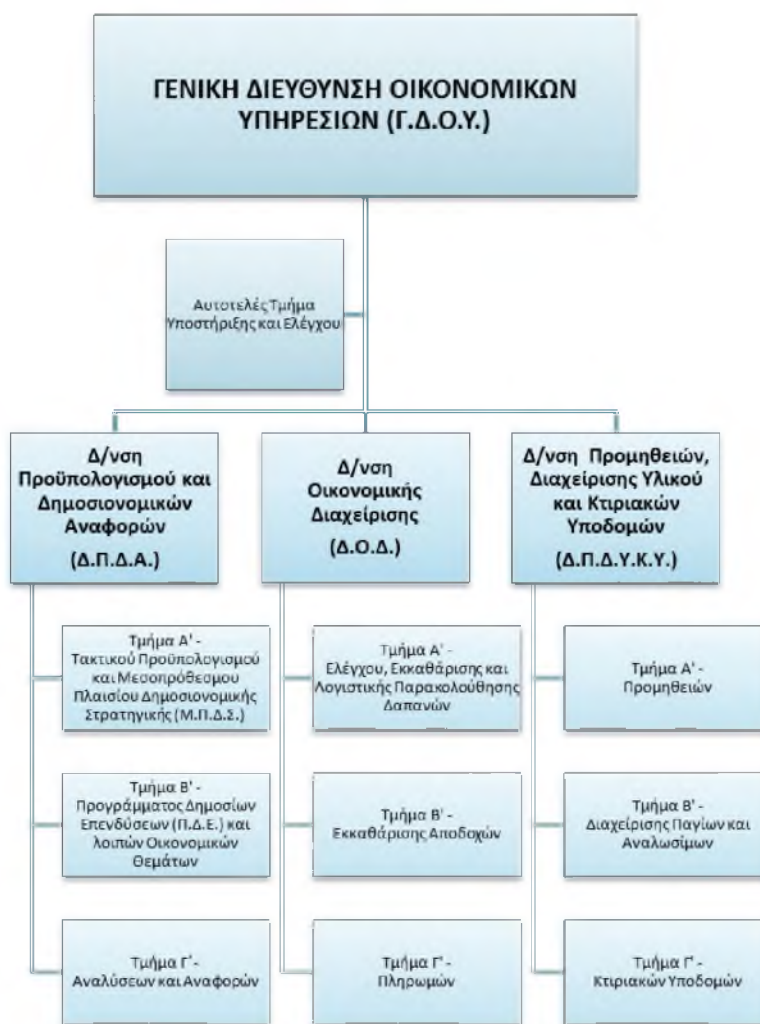 ΓΕΝΙΚΗ ΔΙΕΥΘΥΝΣΗ ΟΙΚΟΝΟΜΙΚΩΝ
ΥΠΗΡΕΣΙΩΝ (Γ.Δ.Ο.Υ.)
Αυτοτελές Τμήμα
Υποστήριξης και Ελέγχου
Δ/νση
Προϋπολογισμού και
Δημοσιονομικών
Αναφορών
(Δ.Π.Δ.Α.)
Τμήμα Α' -
Τακτικού Προϋπολογισμού
και Μεσοπρόθεσμου
Πλαισίου Δημοσιονομικής
Στρατηγικής (Μ.Π.Δ.Σ.)
Τμήμα Β' -
Προγράμματος Δημοσίων
Επενδύσεων (Π.Δ.Ε.) και
λοιπών Οικονομικών
Θεμάτων
Τμήμα Γ' -
Αναλύσεων και Αναφορών
Δ/νση
Οικονομικής
Διαχείρισης
(Δ.Ο.Δ.)
Τμήμα Α' -
Ελέγχου, Εκκαθάρισης και
Λογιστικής Παρακολούθησης
Δαπανών
Τμήμα Β' -
Εκκαθάρισης Αποδοχών
Τμήμα Γ' -
Πληρωμών
Δ/νση Προμηθειών,
Διαχείρισης Υλικού
και Κτιριακών
Υποδομών
(Δ.Π.Δ.Υ.Κ.Υ.)
Τμήμα Α' -
Προμηθειών
Τμήμα Β' -
Διαχείρισης Παγίων και
Αναλωσίμων
Τμήμα Γ' -
Κτιριακών Υποδομών